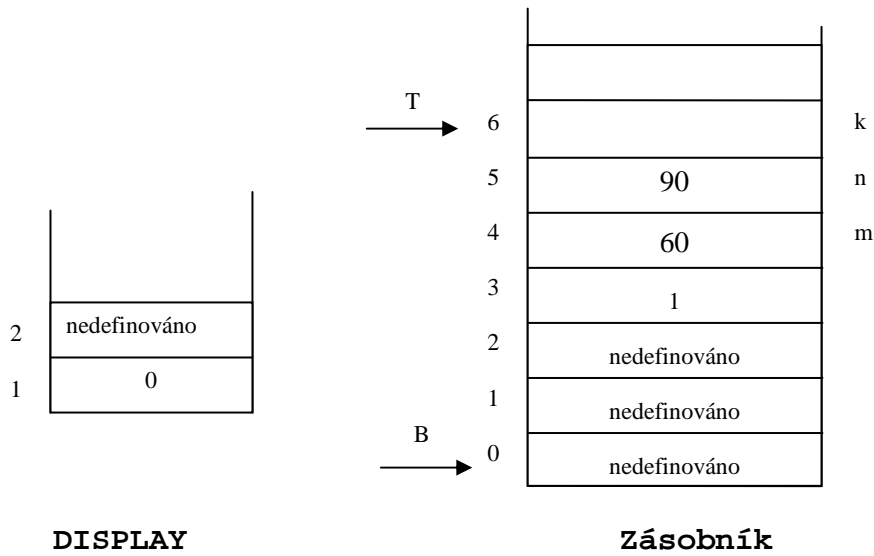 T
6
k
5
90
n
4
60
m
3
1
2
nedefinováno
2
nedefinováno
1
0
1
nedefinováno
B
0
nedefinováno
DISPLAY
Zásobník